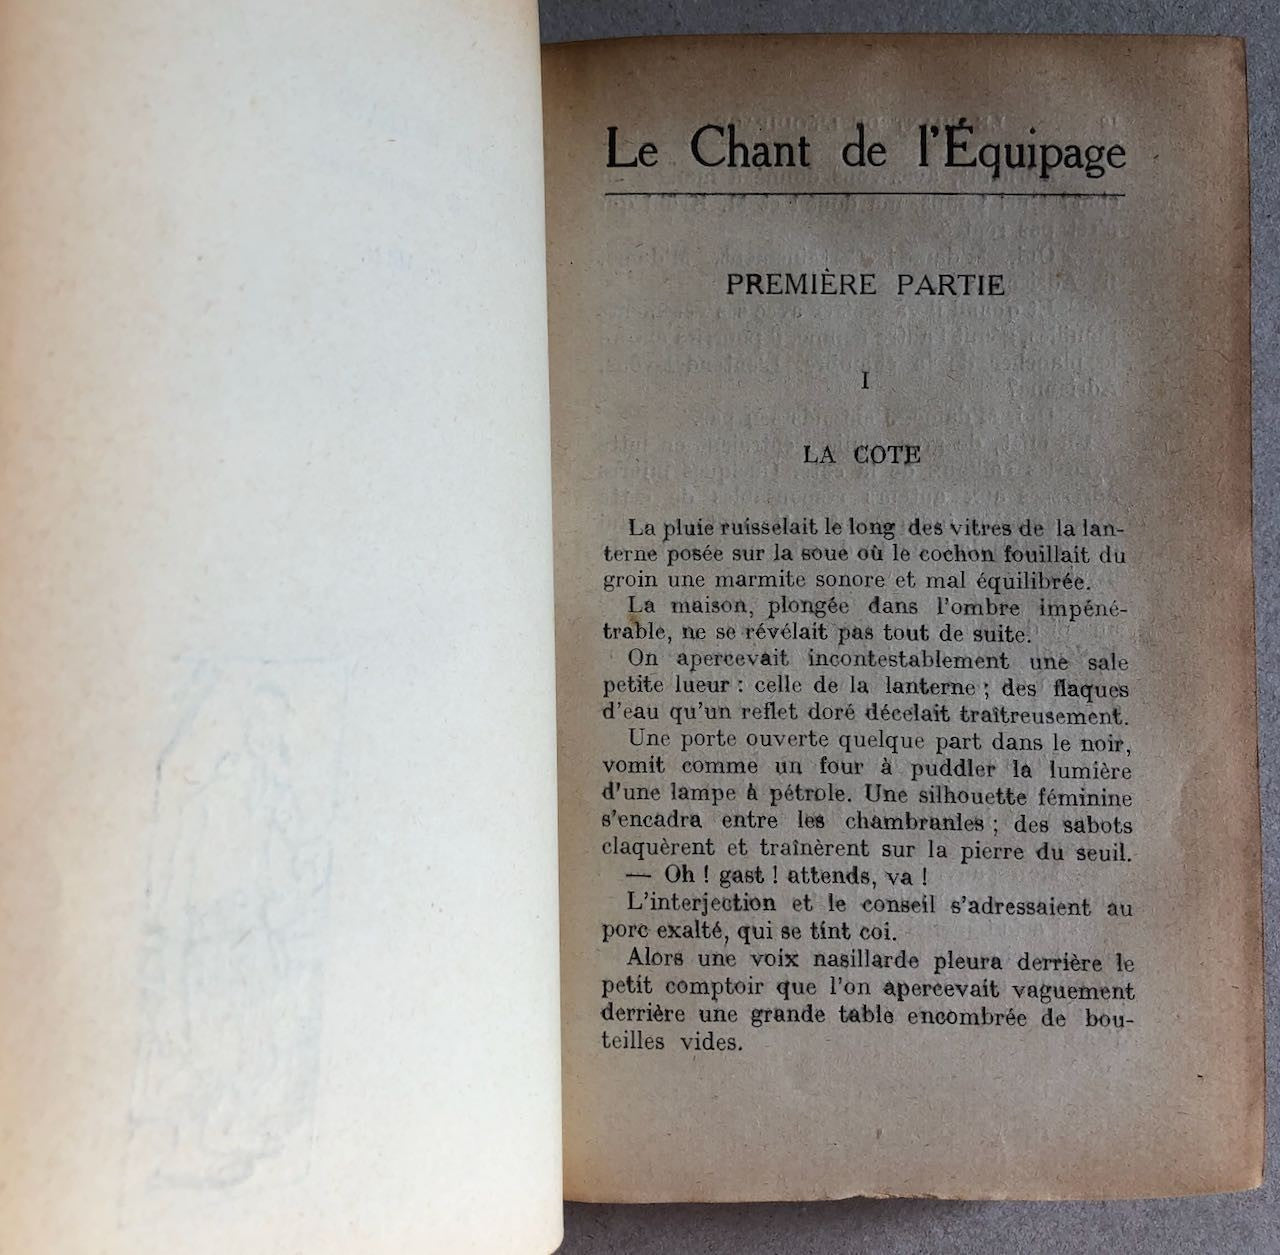 Le Chant de l'Équipage
PREMIÈRE PARTIE
I
LA COTE
La pluie ruisselait le long des vitres de la lan-
terne posée sur la soue où le cochon fouillait du
groin une marmite sonore et mal équilibrée.
La maison, plongée dans l'ombre impéné-
trable, ne se révélait pas tout de suite.
On apercevait incontestablement une sale
petite lueur : celle de la lanterne ; des flaques
d'eau qu'un reflet doré décelait traîtreusement.
Une porte ouverte quelque part dans le noir,
vomit comme un four à puddler la lumière
d'une lampe à pétrole. Une silhouette féminine
s'encadra entre les chambranles ; des sabots
claquèrent et traînèrent sur la pierre du seuil.
— Oh ! gast ! attends, va !
L'interjection et le conseil s'adressaient au
porc exalté, qui se tint coi.
Alors une voix nasillarde pleura derrière le
petit comptoir que l'on apercevait vaguement
derrière une grande table encombrée de bou-
teilles vides.